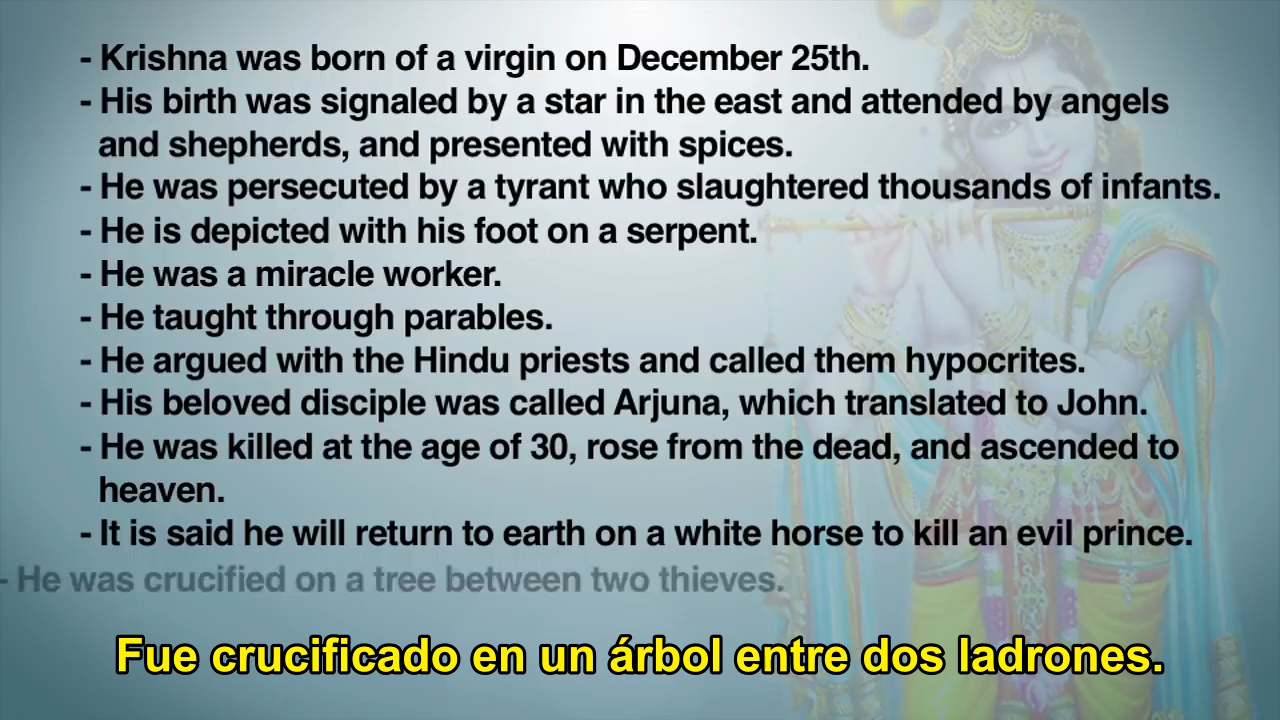 - Krishna was born of a virgin on December 25th.
- His birth was signaled by a star in the east and attended by angels
and shepherds, and presented with spices.
- He was persecuted by a tyrant who slaughtered thousands of infants.
- He is depicted with his foot on a serpent.
- He was a miracle worker.
- He taught through parables.
- He argued with the Hindu priests and called them hypocrites.
- His beloved disciple was called Arjuna, which translated to John.
- He was killed at the age of 30, rose from the dead, and ascended to
heaven.
- It is said he will return to earth on a white horse to kill an evil prince.
- He was crucified on a tree between two thieves.
Fue crucificado en un árbol entre dos ladrones.